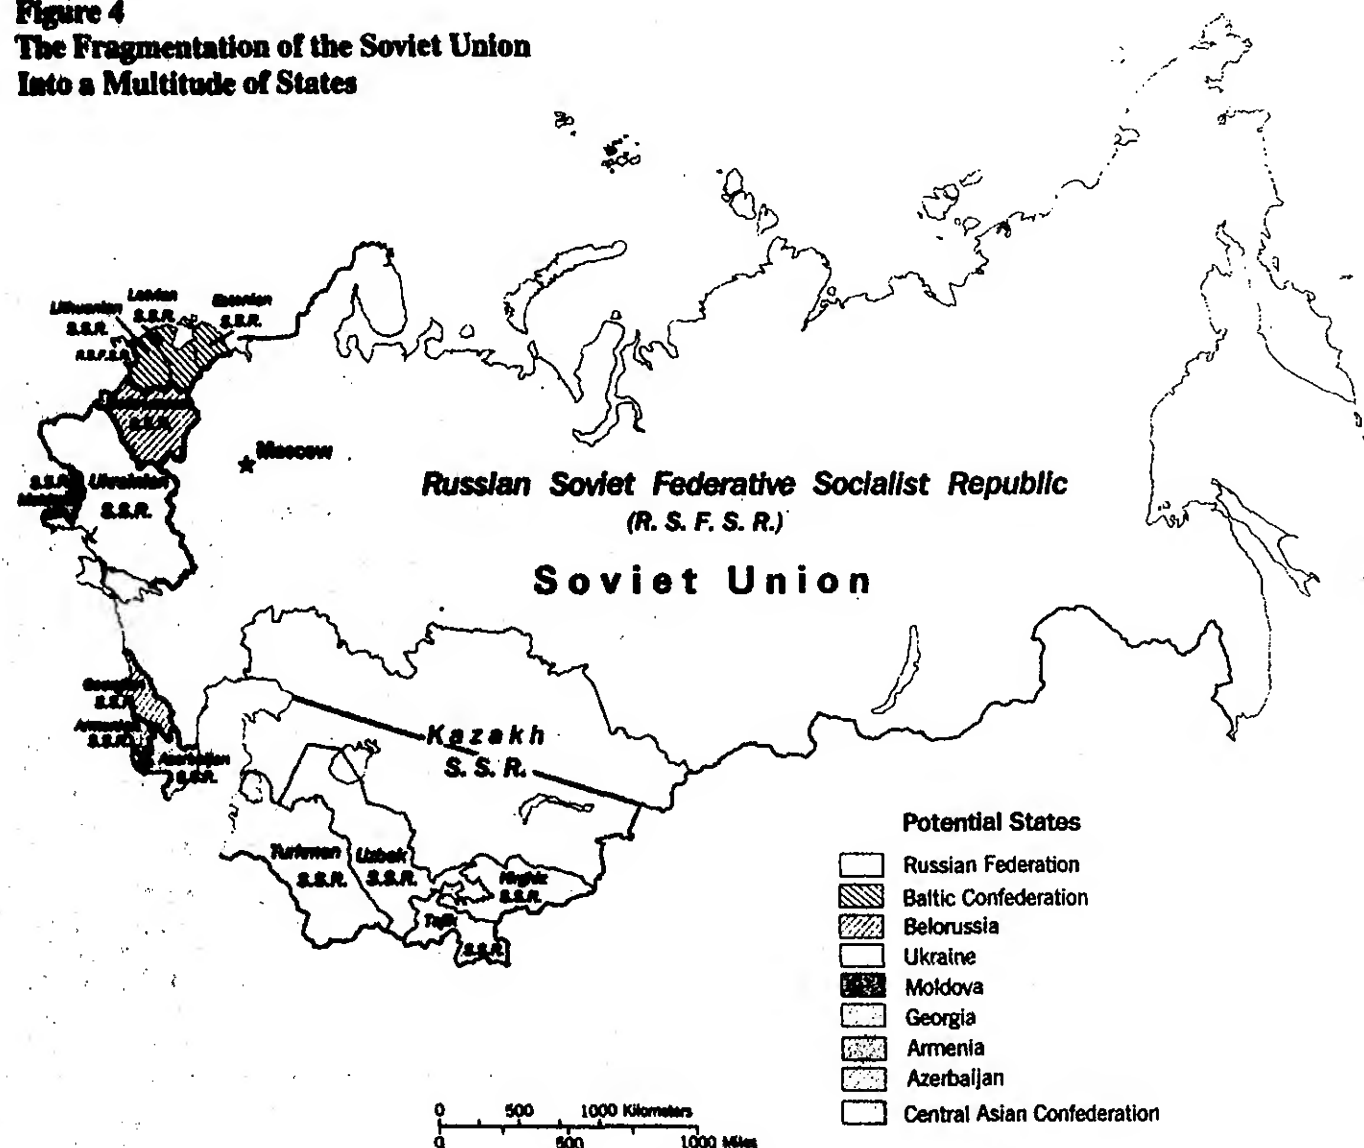 Figure 4
The Fragmentation of the Soviet Union
Into a Multitude of States
Lithuanian
S.S.R.
Latvian
S.S.R.
Estonian
S.S.R.
R.S.F.S.R.
S.S.R.
Moscow
S.S.R.
Ukrainian
S.S.R.
Russian Soviet Federative Socialist Republic
(R. S. F. S. R.)
Soviet Union
Georgian
S.S.R.
Armenian
S.S.R.
Azerbaijan
S.S.R.
Kazakh
S. S. R.
Turkmen
S.S.R.
Uzbek
S.S.R.
Kirghiz
S.S.R.
Tajik
S.S.R.
Potential States
Russian Federation
Baltic Confederation
Belorussia
Ukraine
Moldova
Georgia
Armenia
Azerbaijan
Central Asian Confederation
0 500 1000 Kilometers
0 500 1000 Miles